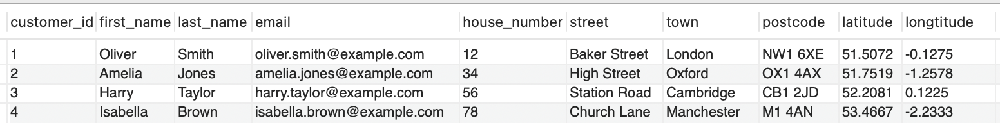 customer_id first_name last_name email house_number street town postcode latitude longtitude
1 Oliver Smith oliver.smith@example.com 12 Baker Street London NW1 6XE 51.5072 -0.1275
2 Amelia Jones amelia.jones@example.com 34 High Street Oxford OX1 4AX 51.7519 -1.2578
3 Harry Taylor harry.taylor@example.com 56 Station Road Cambridge CB1 2JD 52.2081 0.1225
4 Isabella Brown isabella.brown@example.com 78 Church Lane Manchester M1 4AN 53.4667 -2.2333